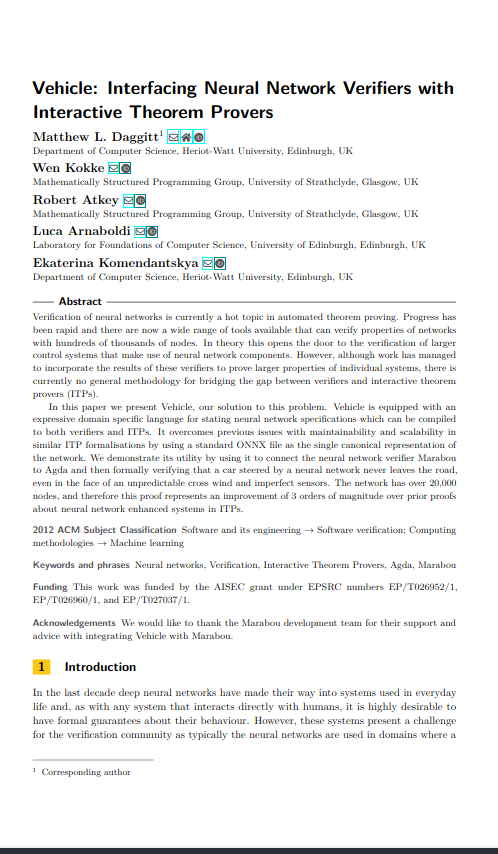 Vehicle: Interfacing Neural Network Verifiers with
Interactive Theorem Provers
Matthew L. Daggitt¹
Department of Computer Science, Heriot-Watt University, Edinburgh, UK
Wen Kokke
Mathematically Structured Programming Group, University of Strathclyde, Glasgow, UK
Robert Atkey
Mathematically Structured Programming Group, University of Strathclyde, Glasgow, UK
Luca Arnaboldi
Laboratory for Foundations of Computer Science, University of Edinburgh, Edinburgh, UK
Ekaterina Komendantskya
Department of Computer Science, Heriot-Watt University, Edinburgh, UK
Abstract
Verification of neural networks is currently a hot topic in automated theorem proving. Progress has
been rapid and there are now a wide range of tools available that can verify properties of networks
with hundreds of thousands of nodes. In theory this opens the door to the verification of larger
control systems that make use of neural network components. However, although work has managed
to incorporate the results of these verifiers to prove larger properties of individual systems, there is
currently no general methodology for bridging the gap between verifiers and interactive theorem
provers (ITPs).
In this paper we present Vehicle, our solution to this problem. Vehicle is equipped with an
expressive domain specific language for stating neural network specifications which can be compiled
to both verifiers and ITPs. It overcomes previous issues with maintainability and scalability in
similar ITP formalisations by using a standard ONNX file as the single canonical representation of
the network. We demonstrate its utility by using it to connect the neural network verifier Marabou
to Agda and then formally verifying that a car steered by a neural network never leaves the road,
even in the face of an unpredictable cross wind and imperfect sensors. The network has over 20,000
nodes, and therefore this proof represents an improvement of 3 orders of magnitude over prior proofs
about neural network enhanced systems in ITPs.
2012 ACM Subject Classification Software and its engineering → Software verification; Computing
methodologies → Machine learning
Keywords and phrases Neural networks, Verification, Interactive Theorem Provers, Agda, Marabou
Funding This work was funded by the AISEC grant under EPSRC numbers EP/T026952/1,
EP/T026960/1, and EP/T027037/1.
Acknowledgements We would like to thank the Marabou development team for their support and
advice with integrating Vehicle with Marabou.
1 Introduction
In the last decade deep neural networks have made their way into systems used in everyday
life and, as with any system that interacts directly with humans, it is highly desirable to
have formal guarantees about their behaviour. However, these systems present a challenge
for the verification community as typically the neural networks are used in domains where a
¹ Corresponding author